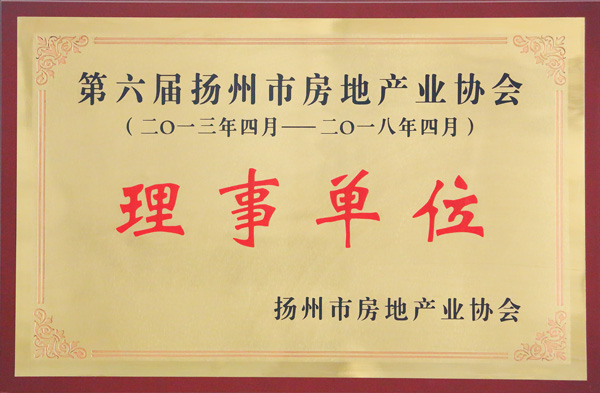 第六届扬州市房地产业协会
（二〇一三年四月——二〇一八年四月）
理事单位
扬州市房地产业协会